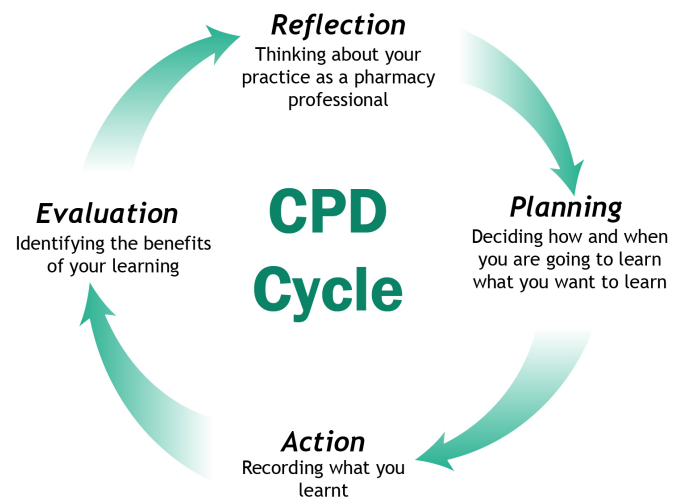 Reflection
Thinking about your
practice as a pharmacy
professional
Planning
Deciding how and when
you are going to learn
what you want to learn
Action
Recording what you
learnt
Evaluation
Identifying the benefits
of your learning
CPD
Cycle